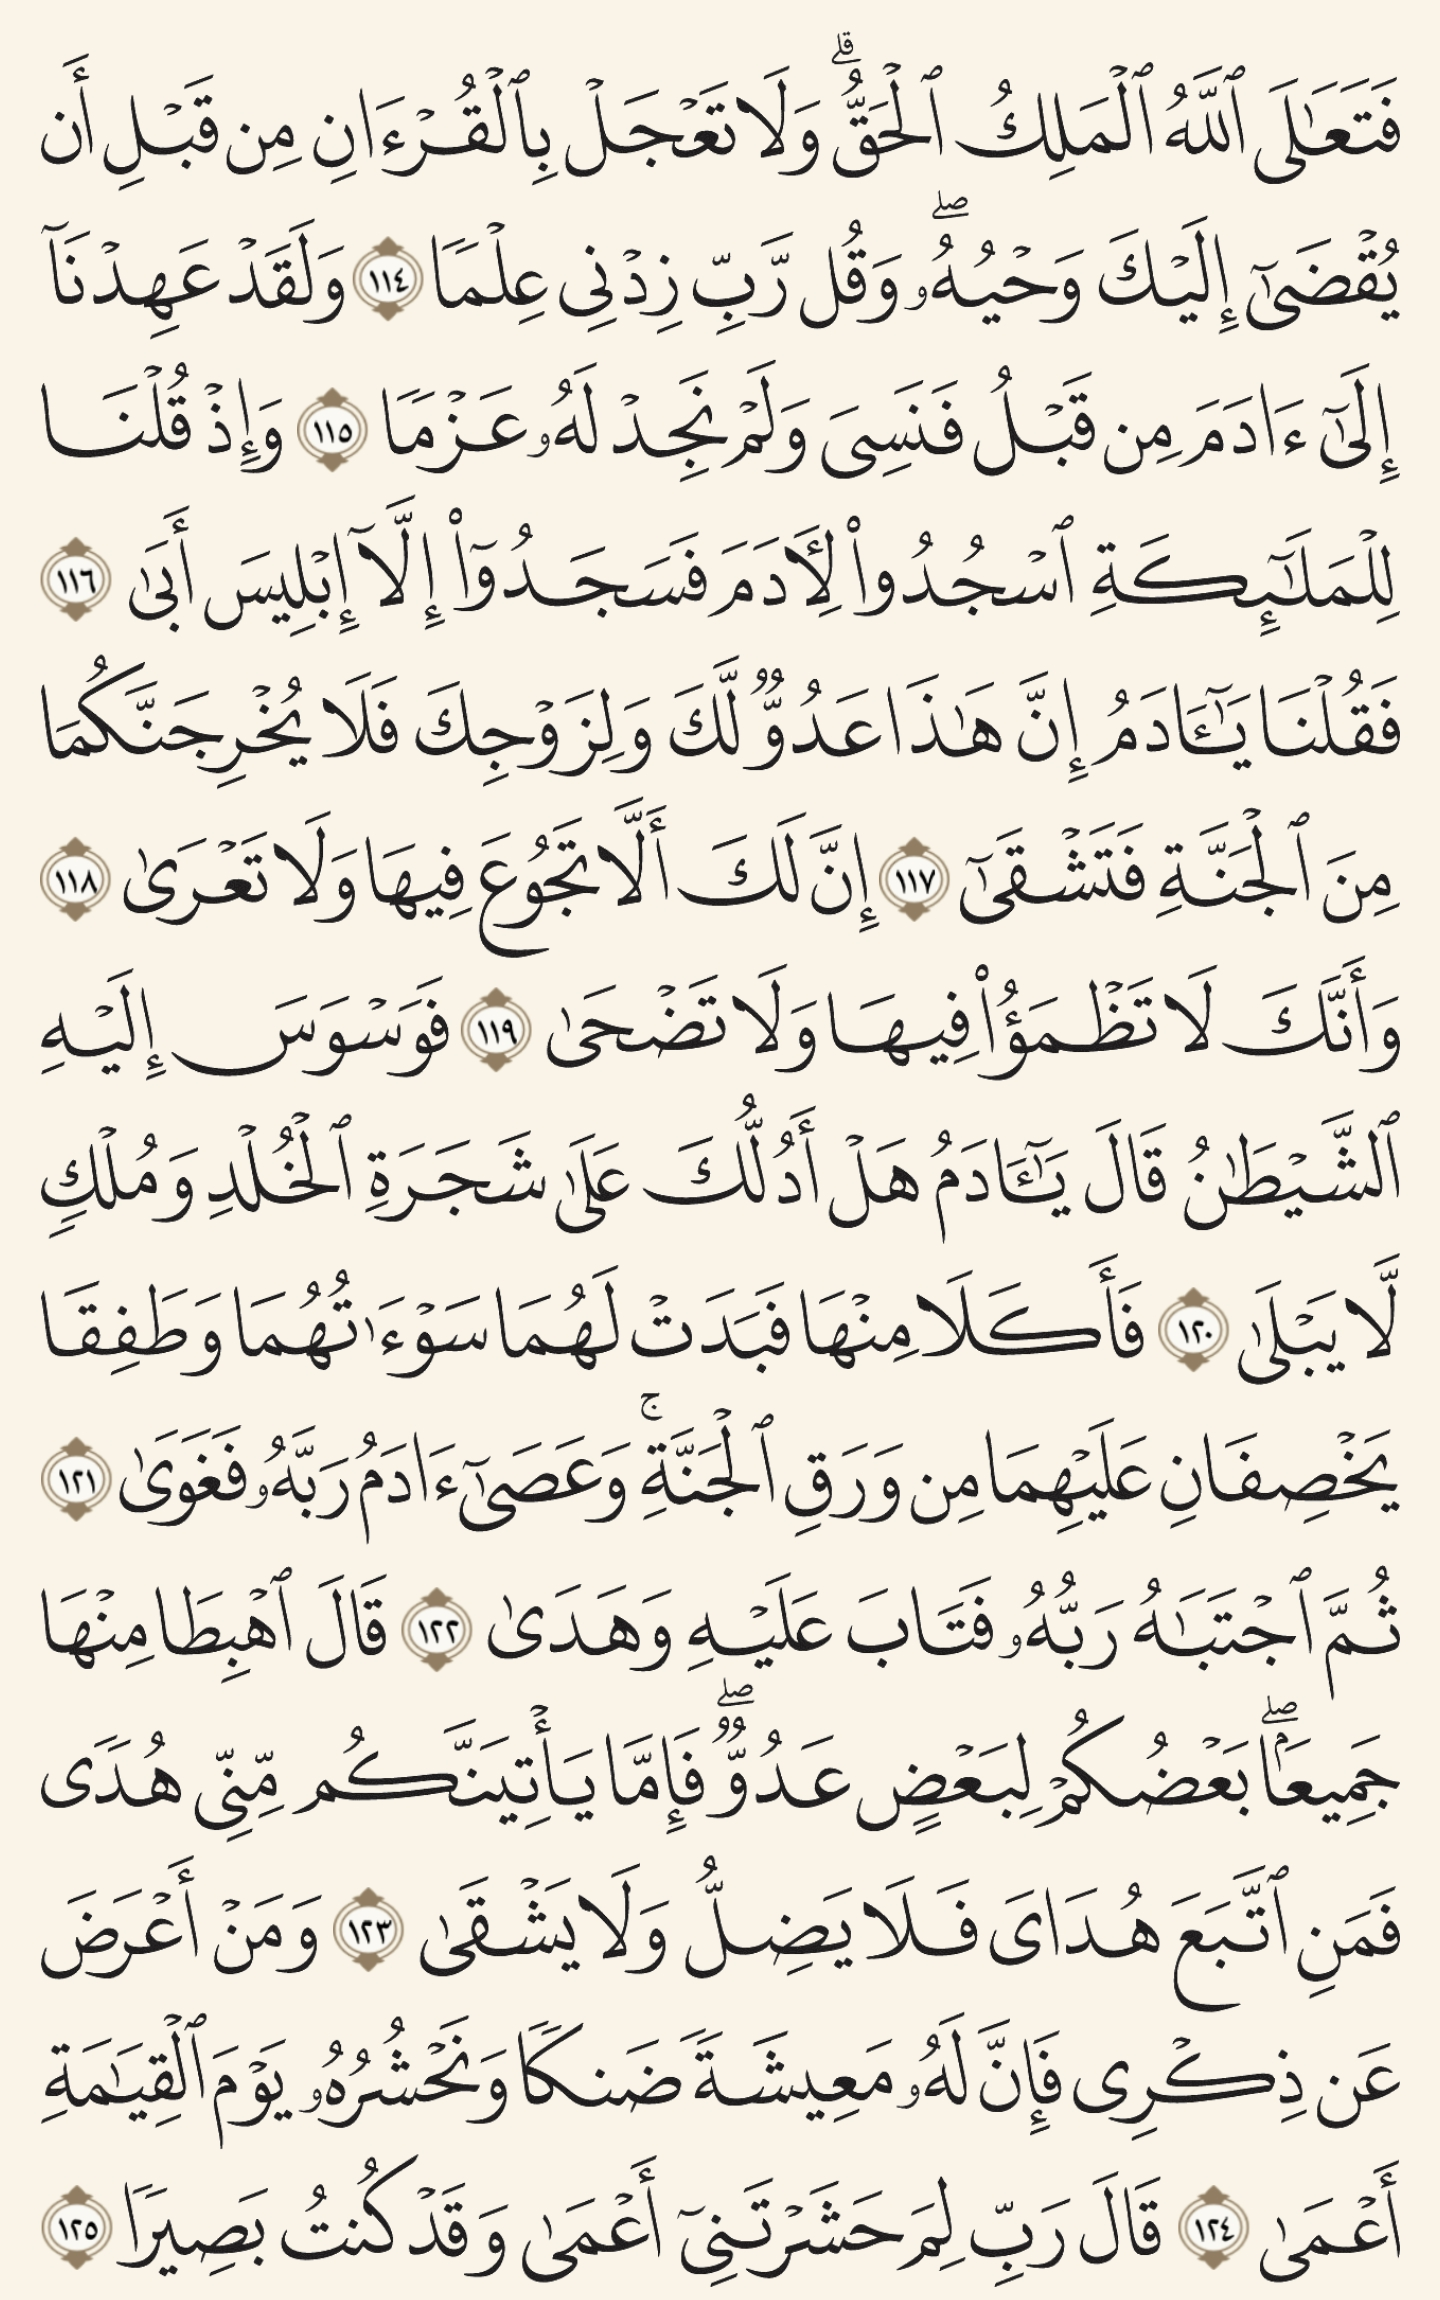 فَتَعَـٰلَى ٱللَّهُ ٱلْمَلِكُ ٱلْحَقُّ ۗ وَلَا تَعْجَلْ بِٱلْقُرْءَانِ مِن قَبْلِ أَن
يُقْضَىٰٓ إِلَيْكَ وَحْيُهُۥ ۖ وَقُل رَّبِّ زِدْنِى عِلْمًا ١١٤ وَلَقَدْ عَهِدْنَآ
إِلَىٰٓ ءَادَمَ مِن قَبْلُ فَنَسِىَ وَلَمْ نَجِدْ لَهُۥ عَزْمًا ١١٥ وَإِذْ قُلْنَا
لِلْمَلَـٰٓئِكَةِ ٱسْجُدُوا۟ لِـَٔادَمَ فَسَجَدُوٓا۟ إِلَّآ إِبْلِيسَ أَبَىٰ ١١٦
فَقُلْنَا يَـٰٓـَٔادَمُ إِنَّ هَـٰذَا عَدُوٌّ لَّكَ وَلِزَوْجِكَ فَلَا يُخْرِجَنَّكُمَا
مِنَ ٱلْجَنَّةِ فَتَشْقَىٰٓ ١١٧ إِنَّ لَكَ أَلَّا تَجُوعَ فِيهَا وَلَا تَعْرَىٰ ١١٨
وَأَنَّكَ لَا تَظْمَؤُا۟ فِيهَا وَلَا تَضْحَىٰ ١١٩ فَوَسْوَسَ إِلَيْهِ
ٱلشَّيْطَـٰنُ قَالَ يَـٰٓـَٔادَمُ هَلْ أَدُلُّكَ عَلَىٰ شَجَرَةِ ٱلْخُلْدِ وَمُلْكٍ
لَّا يَبْلَىٰ ١٢٠ فَأَكَلَا مِنْهَا فَبَدَتْ لَهُمَا سَوْءَٰتُهُمَا وَطَفِقَا
يَخْصِفَانِ عَلَيْهِمَا مِن وَرَقِ ٱلْجَنَّةِ ۚ وَعَصَىٰٓ ءَادَمُ رَبَّهُۥ فَغَوَىٰ ١٢١
ثُمَّ ٱجْتَبَـٰهُ رَبُّهُۥ فَتَابَ عَلَيْهِ وَهَدَىٰ ١٢٢ قَالَ ٱهْبِطَا مِنْهَا
جَمِيعًۢا ۖ بَعْضُكُمْ لِبَعْضٍ عَدُوٌّ ۖ فَإِمَّا يَأْتِيَنَّكُم مِّنِّى هُدًى
فَمَنِ ٱتَّبَعَ هُدَاىَ فَلَا يَضِلُّ وَلَا يَشْقَىٰ ١٢٣ وَمَنْ أَعْرَضَ
عَن ذِكْرِى فَإِنَّ لَهُۥ مَعِيشَةً ضَنكًا وَنَحْشُرُهُۥ يَوْمَ ٱلْقِيَـٰمَةِ
أَعْمَىٰ ١٢٤ قَالَ رَبِّ لِمَ حَشَرْتَنِىٓ أَعْمَىٰ وَقَدْ كُنتُ بَصِيرًا ١٢٥